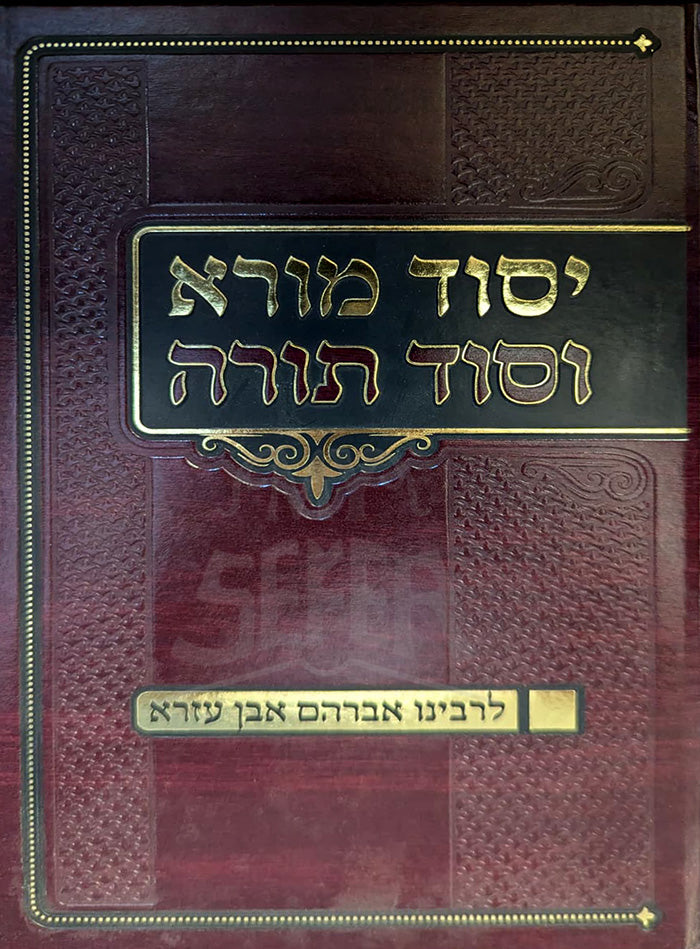 יסוד מורא
וסוד תורה
לרבינו אברהם אבן עזרא